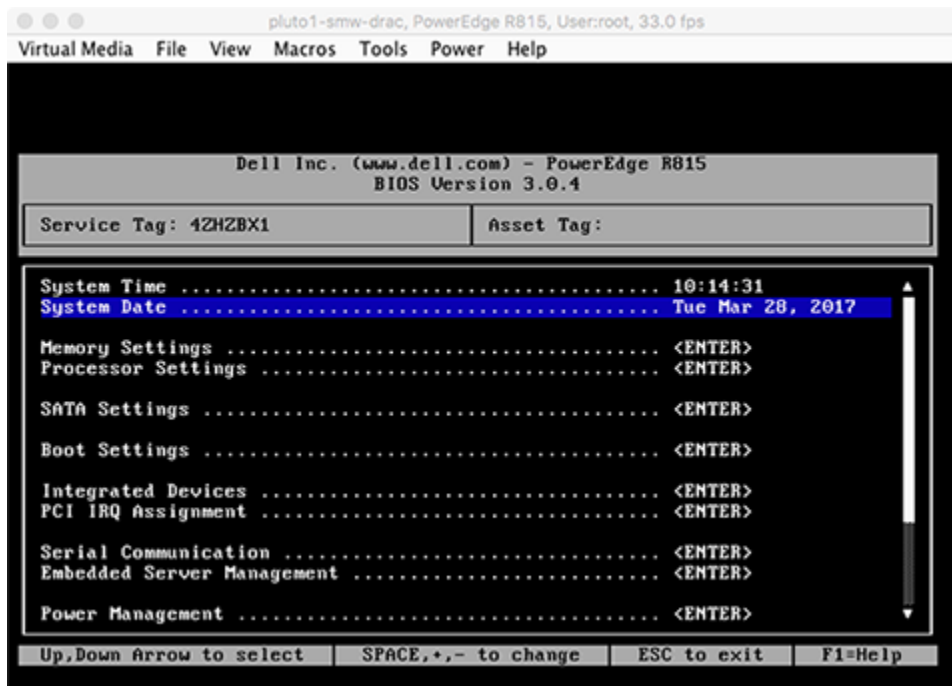 pluto1-smw-drac, PowerEdge R815, User:root, 33.0 fps
Virtual Media File View Macros Tools Power Help
Dell Inc. (www.dell.com) - PowerEdge R815
BIOS Version 3.0.4
Service Tag: 4ZHZBX1 Asset Tag:
System Time .......................................... 10:14:31
System Date .......................................... Tue Mar 28, 2017
Memory Settings ...................................... <ENTER>
Processor Settings ................................... <ENTER>
SATA Settings ........................................ <ENTER>
Boot Settings ........................................ <ENTER>
Integrated Devices ................................... <ENTER>
PCI IRQ Assignment ................................... <ENTER>
Serial Communication ................................. <ENTER>
Embedded Server Management ........................... <ENTER>
Power Management ..................................... <ENTER>
Up,Down Arrow to select SPACE,+,- to change ESC to exit F1=Help